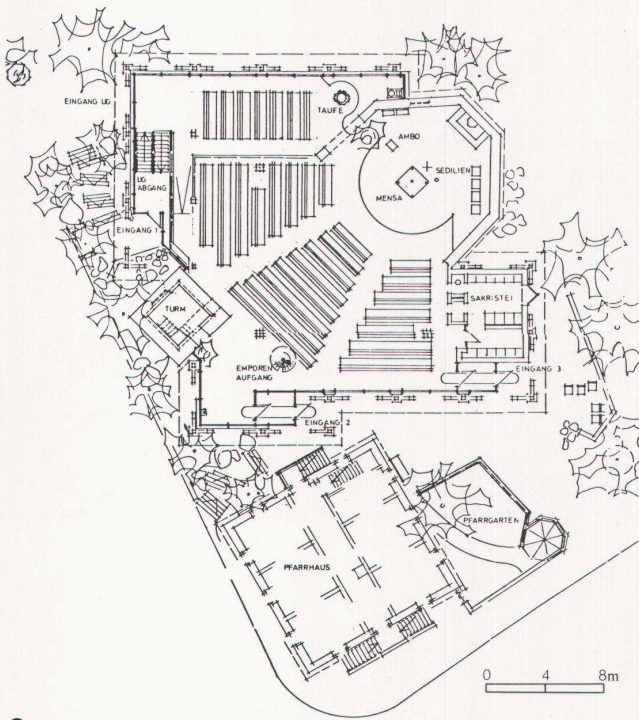 EINGANG UG
TAUFE
AMBO
UG
ABGANG
SEDILIEN
MENSA
EINGANG 1
SAKRISTEI
TURM
EMPOREN
AUFGANG
EINGANG 3
EINGANG 2
PFARRGARTEN
PFARRHAUS
0 4 8m